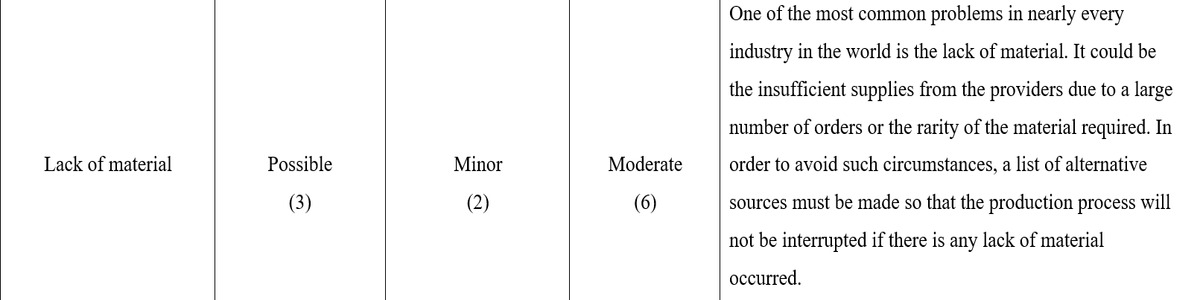 Lack of material
Possible
(3)
Minor
(2)
Moderate
(6)
One of the most common problems in nearly every
industry in the world is the lack of material. It could be
the insufficient supplies from the providers due to a large
number of orders or the rarity of the material required. In
order to avoid such circumstances, a list of alternative
sources must be made so that the production process will
not be interrupted if there is any lack of material
occurred.